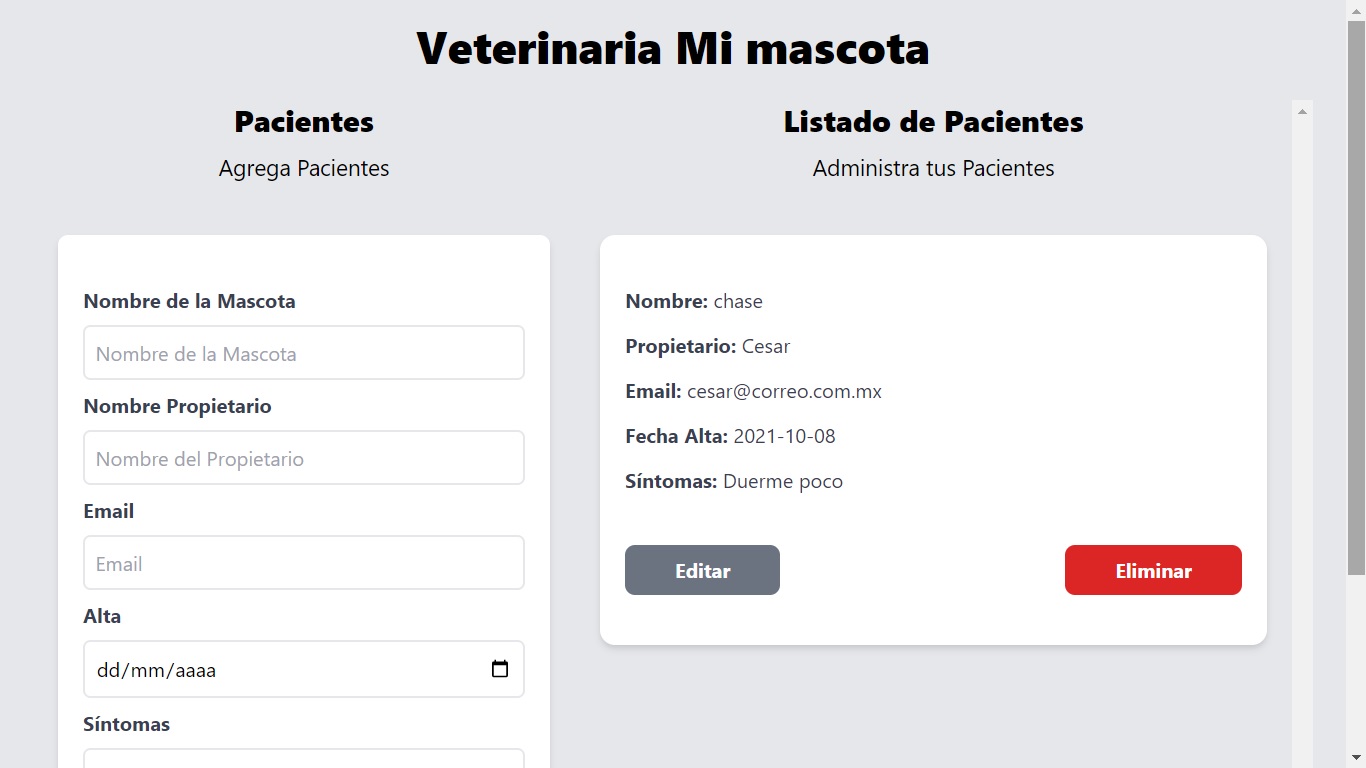 Veterinaria Mi mascota
Pacientes
Agrega Pacientes
Nombre de la Mascota
Nombre de la Mascota
Nombre Propietario
Nombre del Propietario
Email
Email
Alta
dd/mm/aaaa
Síntomas
Listado de Pacientes
Administra tus Pacientes
Nombre: chase
Propietario: Cesar
Email: cesar@correo.com.mx
Fecha Alta: 2021-10-08
Síntomas: Duerme poco
Editar
Eliminar